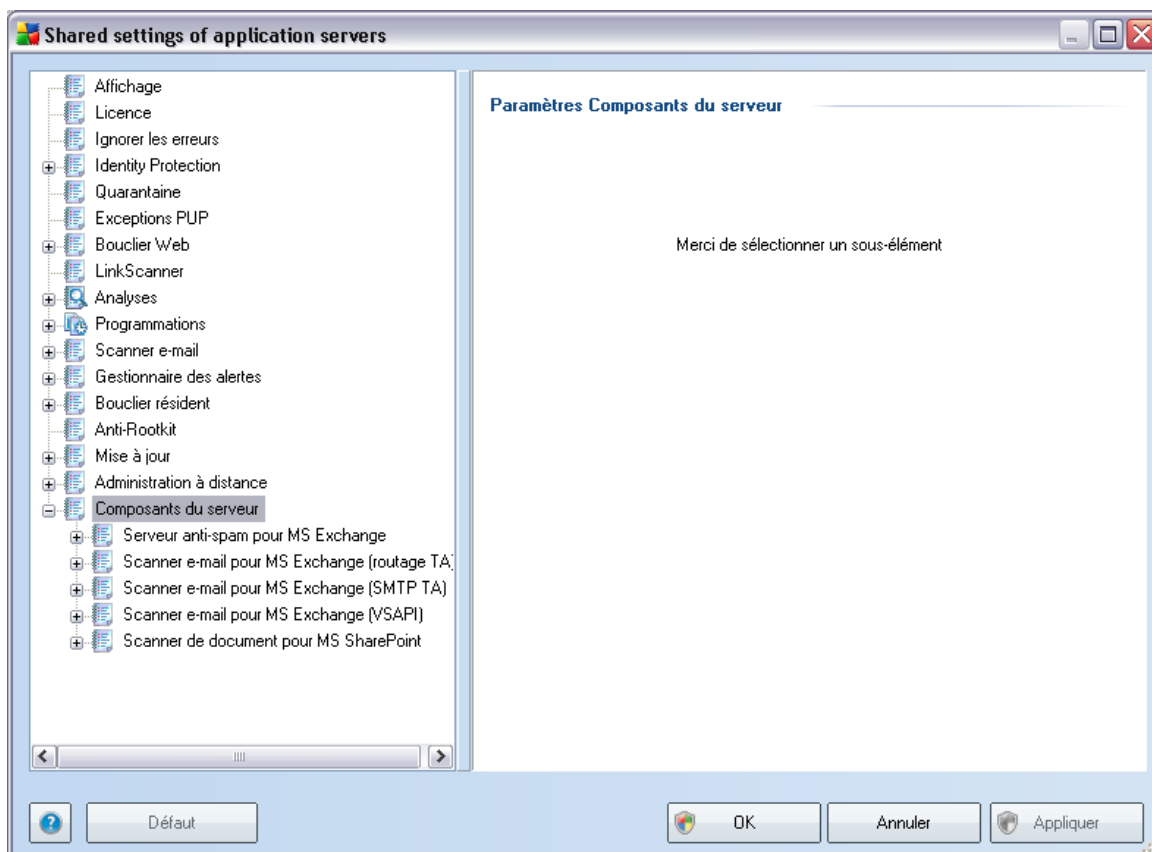 Shared settings of application servers
Affichage
Licence
Ignorer les erreurs
Identity Protection
Quarantaine
Exceptions PUP
Bouclier Web
LinkScanner
Analyses
Programmations
Scanner e-mail
Gestionnaire des alertes
Bouclier résident
Anti-Rootkit
Mise à jour
Administration à distance
Composants du serveur
Serveur anti-spam pour MS Exchange
Scanner e-mail pour MS Exchange (routage TA)
Scanner e-mail pour MS Exchange (SMTP TA)
Scanner e-mail pour MS Exchange (VSAPI)
Scanner de document pour MS SharePoint
Paramètres Composants du serveur
Merci de sélectionner un sous-élément
?
Défaut
OK
Annuler
Appliquer